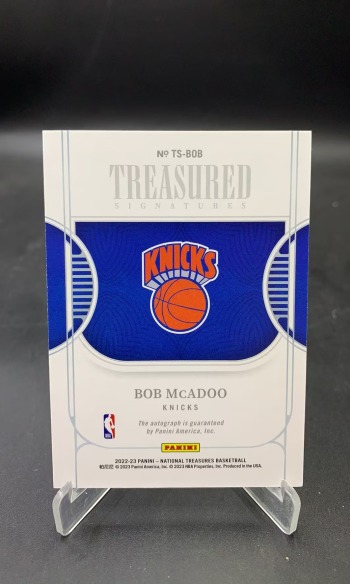 Nº TS-BOB
TREASURED
SIGNATURES
KNICKS
BOB McADOO
KNICKS
The autograph is guaranteed
by Panini America, Inc.
PANINI
2022-23 PANINI – NATIONAL TREASURES BASKETBALL
© 2023 Panini America, Inc. © 2023 NBA Properties, Inc. Produced in the USA.